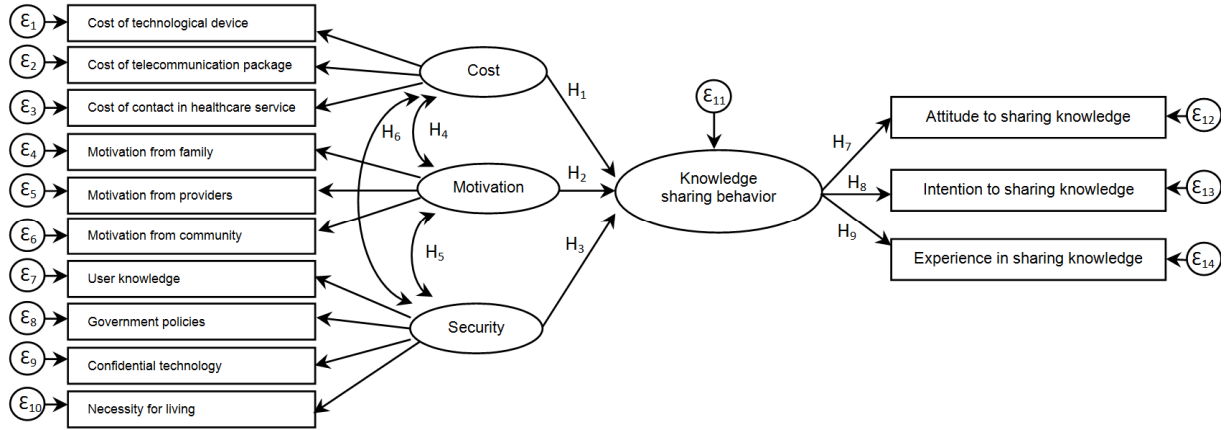 ε1
Cost of technological device
ε2
Cost of telecommunication package
ε3
Cost of contact in healthcare service
ε4
Motivation from family
ε5
Motivation from providers
ε6
Motivation from community
ε7
User knowledge
ε8
Government policies
ε9
Confidential technology
ε10
Necessity for living
Cost
Motivation
Security
H6
H4
H5
H1
H2
H3
ε11
Knowledge
sharing behavior
H7
H8
H9
Attitude to sharing knowledge
ε12
Intention to sharing knowledge
ε13
Experience in sharing knowledge
ε14